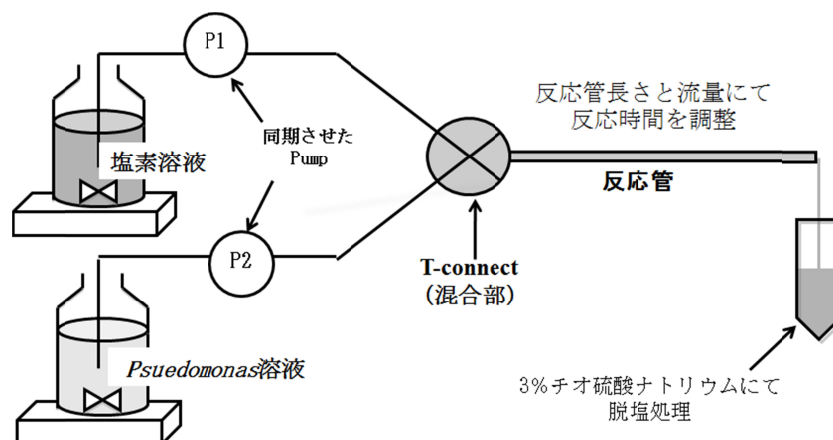 P1
塩素溶液
同期させた
Pump
P2
Psuedomonas溶液
T-connect
(混合部)
反応管長さと流量にて
反応時間を調整
反応管
3%チオ硫酸ナトリウムにて
脱塩処理